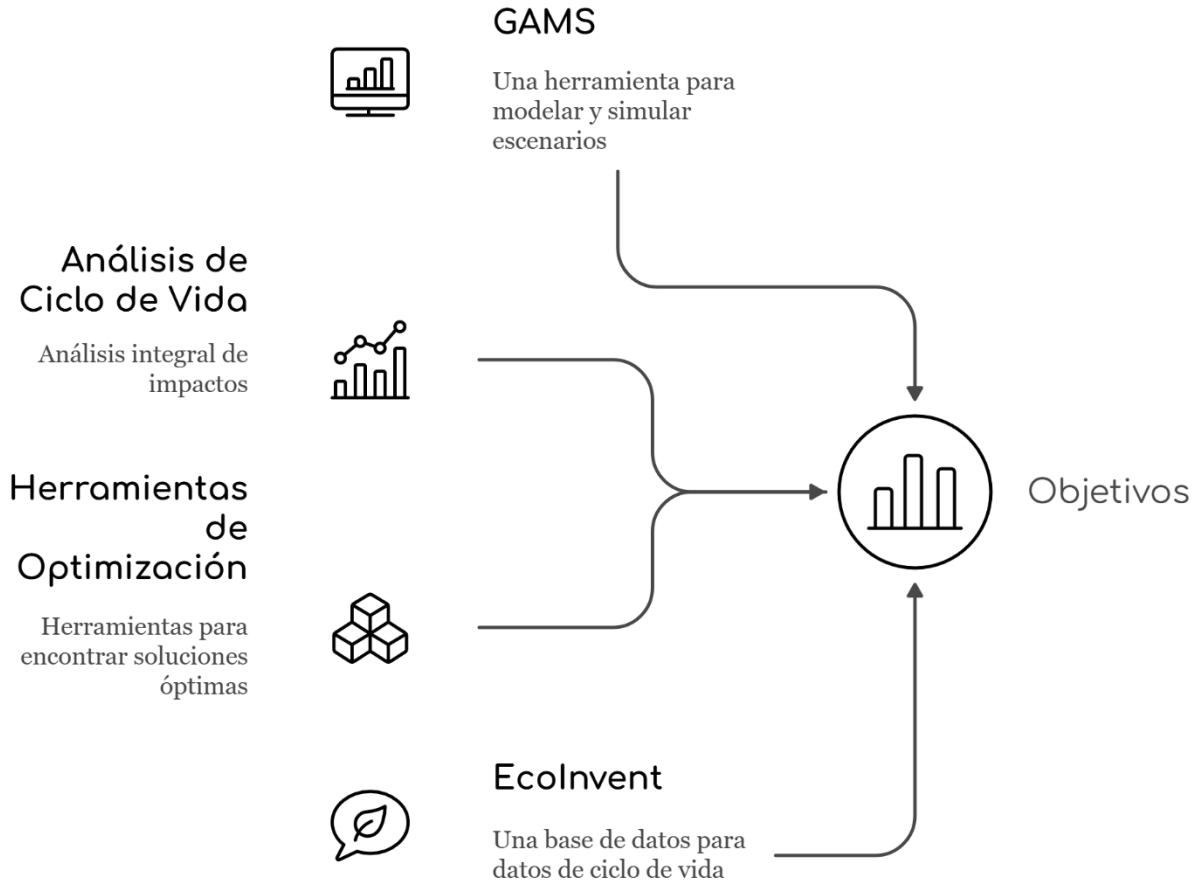 GAMS
Una herramienta para
modelar y simular
escenarios
Análisis de
Ciclo de Vida
Análisis integral de
impactos
Herramientas
de
Optimización
Herramientas para
encontrar soluciones
óptimas
Objetivos
EcoInvent
Una base de datos para
datos de ciclo de vida